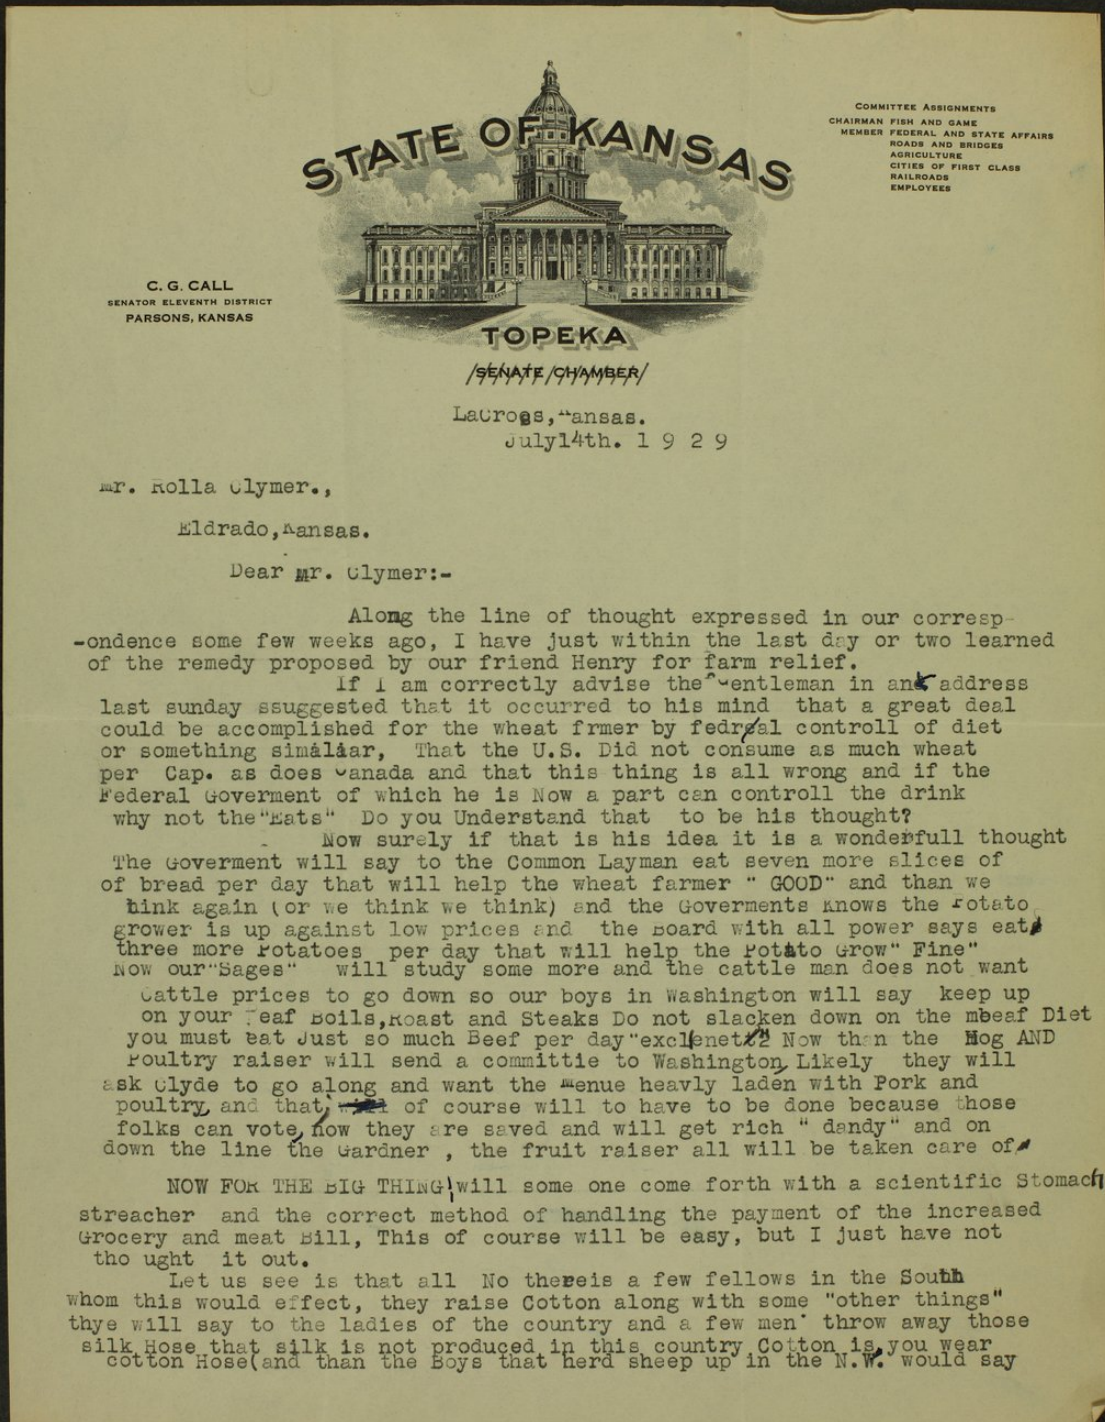 COMMITTEE ASSIGNMENTS
CHAIRMAN FISH AND GAME
MEMBER FEDERAL AND STATE AFFAIRS
ROADS AND BRIDGES
AGRICULTURE
CITIES OF FIRST CLASS
RAILROADS
EMPLOYEES
STATE OF KANSAS
C. G. CALL
SENATOR ELEVENTH DISTRICT
PARSONS, KANSAS
TOPEKA
SENATE CHAMBER
LaCross,Kansas.
July14th. 1 9 2 9
Mr. Rolla Clymer.,
Eldrado,Kansas.
Dear Mr. Clymer:-
Along the line of thought expressed in our corresp-
-ondence some few weeks ago, I have just within the last day or two learned
of the remedy proposed by our friend Henry for farm relief.
If I am correctly advise the Gentleman in an address
last sunday ssuggested that it occurred to his mind that a great deal
could be accomplished for the wheat frmer by fedral controll of diet
or something simáliar, That the U.S. Did not consume as much wheat
per Cap. as does Canada and that this thing is all wrong and if the
Federal Goverment of which he is Now a part can controll the drink
why not the"Eats" Do you Understand that to be his thought?
Now surely if that is his idea it is a wonderfull thought
The Goverment will say to the Common Layman eat seven more slices of
of bread per day that will help the wheat farmer " GOOD" and than we
hink again (or we think we think) and the Goverments Knows the Potato
grower is up against low prices and the Board with all power says eat
three more Potatoes per day that will help the Potato Grow" Fine"
Now our"Sages" will study some more and the cattle man does not want
Cattle prices to go down so our boys in Washington will say keep up
on your Beaf Boils,Roast and Steaks Do not slacken down on the mbeaf Diet
you must eat Just so much Beef per day Now than the Hog AND
Poultry raiser will send a committie to Washington, Likely they will
ask Clyde to go along and want the Menue heavly laden with Pork and
poultry, and that, of course will to have to be done because those
folks can vote, now they are saved and will get rich " dandy" and on
down the line the Gardner , the fruit raiser all will be taken care of
NOW FOR THE BIG THING!will some one come forth with a scientific Stomach
streacher and the correct method of handling the payment of the increased
Grocery and meat Bill, This of course will be easy, but I just have not
tho ught it out.
Let us see is that all No thereis a few fellows in the South
whom this would effect, they raise Cotton along with some "other things"
thye will say to the ladies of the country and a few men' throw away those
silk Hose that silk is not produced in this country Cotton is,you wear
cotton Hose(and than the Boys that herd sheep up in the N.W. would say